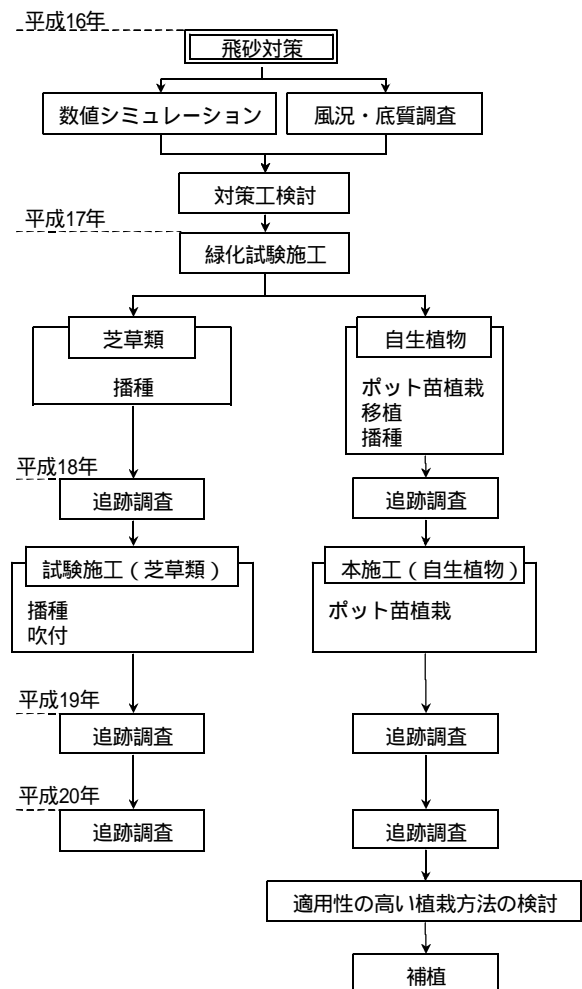 平成16年
飛砂対策
数値シミュレーション
風況・底質調査
対策工検討
平成17年
緑化試験施工
芝草類
播種
自生植物
ポット苗植栽
移植
播種
平成18年
追跡調査
追跡調査
試験施工(芝草類)
播種
吹付
本施工(自生植物)
ポット苗植栽
平成19年
追跡調査
追跡調査
平成20年
追跡調査
追跡調査
適用性の高い植栽方法の検討
補植